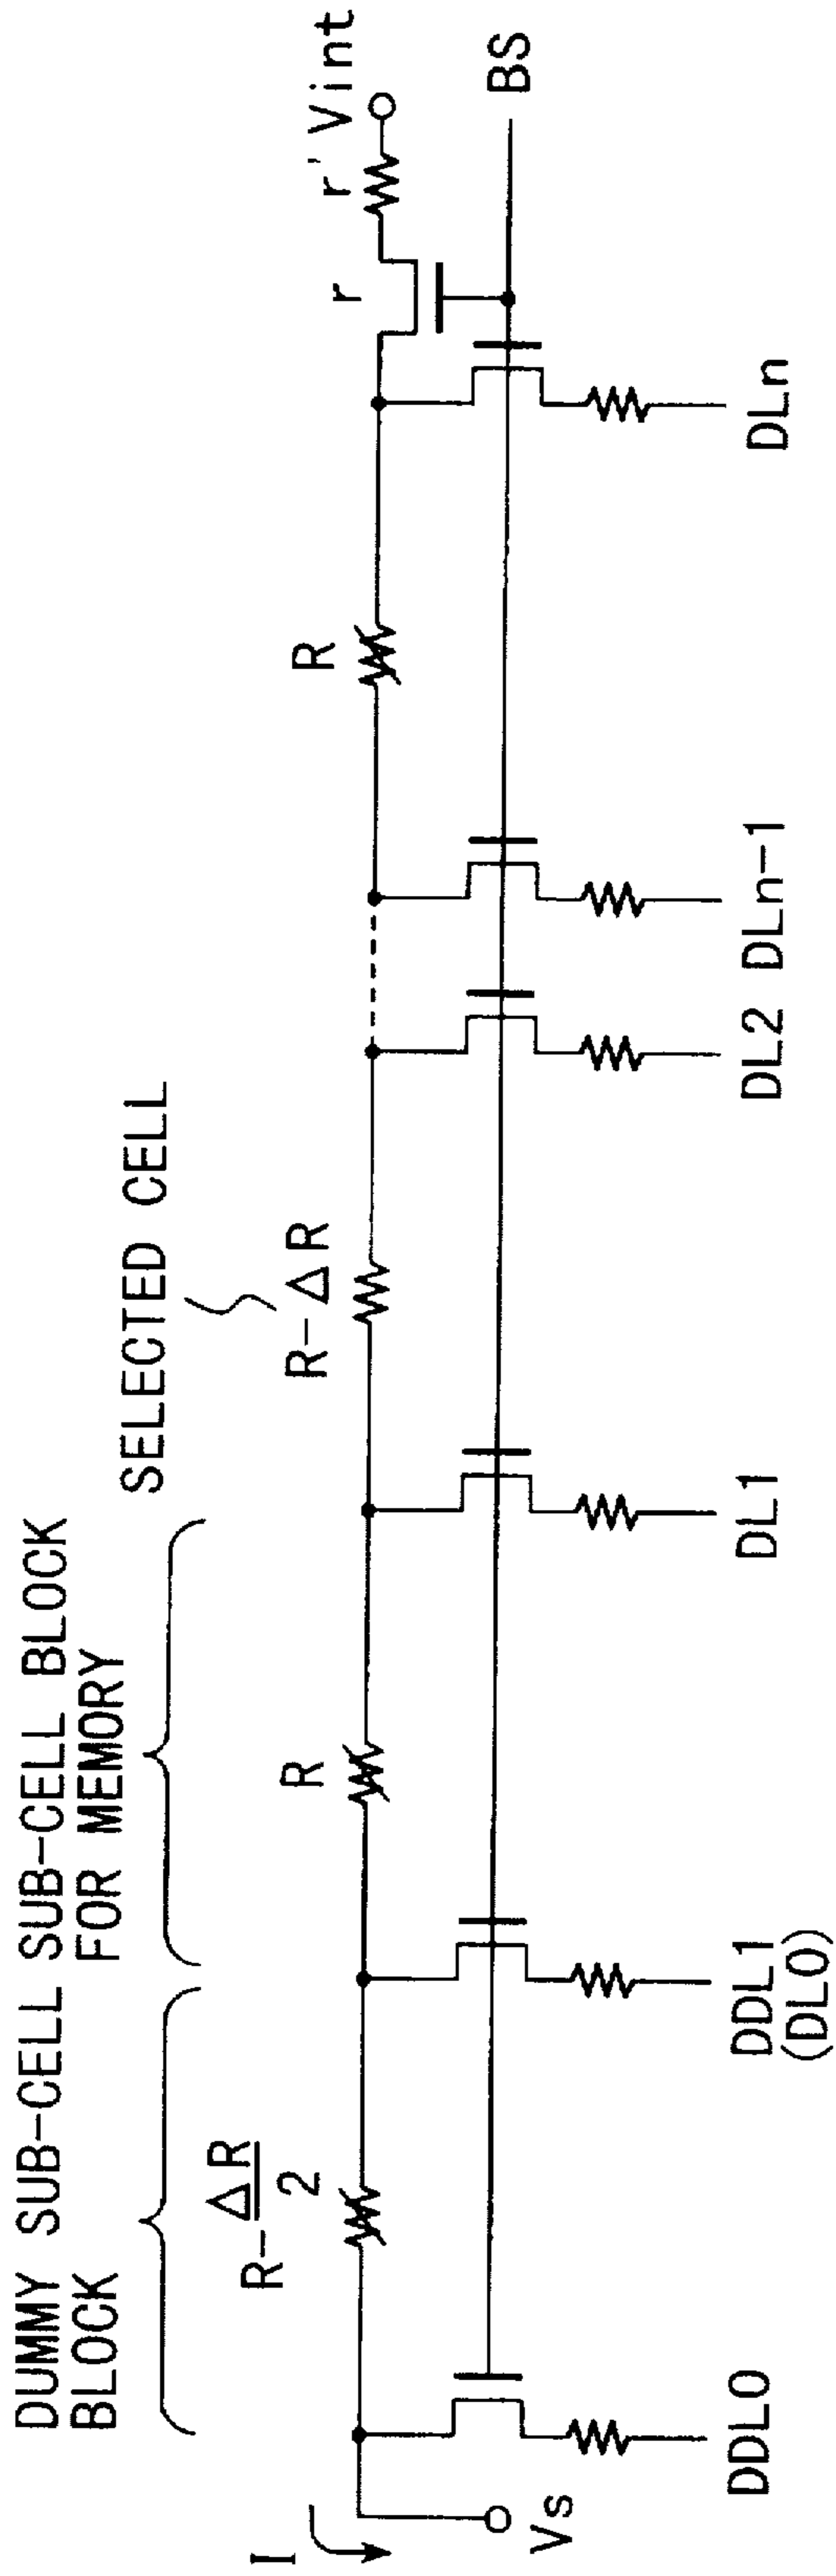 DUMMY SUB-CELL
BLOCK
SUB-CELL BLOCK
FOR MEMORY
SELECTED CELL
R-ΔR/2
R
R-ΔR
R
r
r'
Vint
I
Vs
BS
DDL0
DDL1
(DL0)
DL1
DL2
DLn-1
DLn